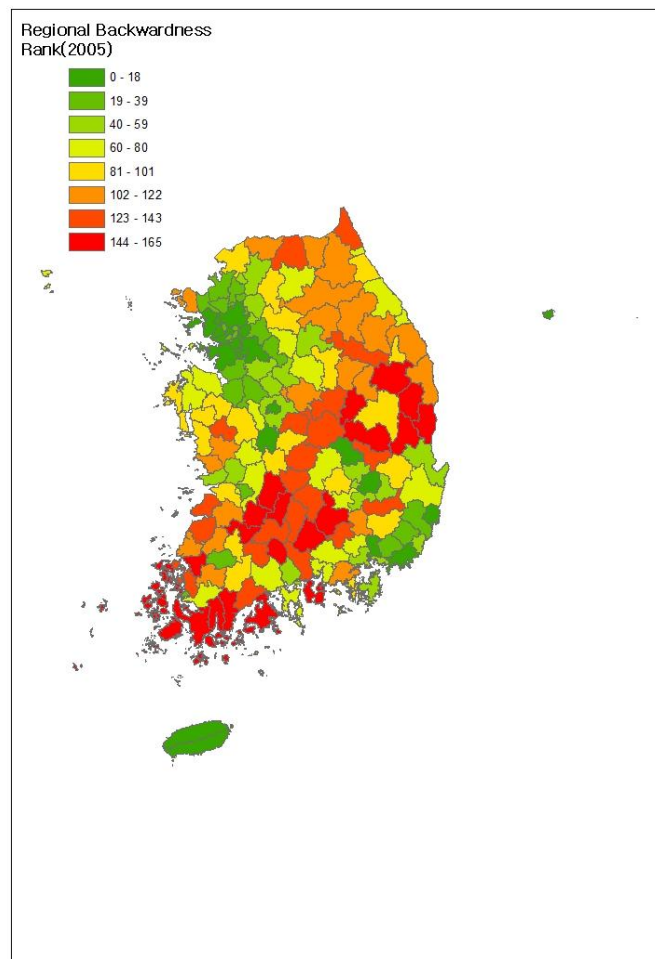 Regional Backwardness
Rank(2005)
0 - 18
19 - 39
40 - 59
60 - 80
81 - 101
102 - 122
123 - 143
144 - 165